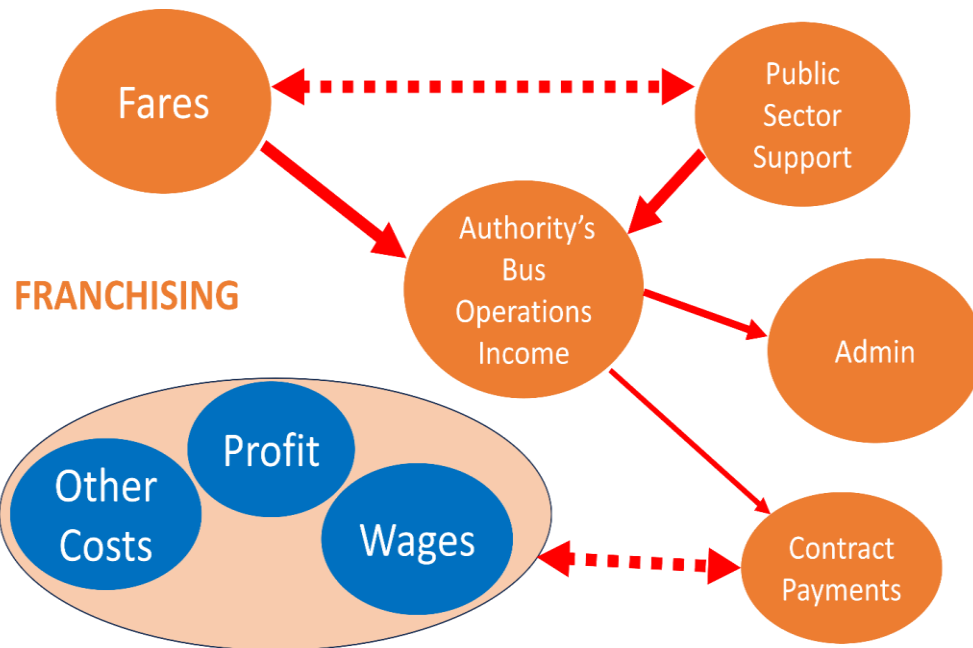 Fares
Public
Sector
Support
Authority’s
Bus
Operations
Income
FRANCHISING
Admin
Profit
Other
Costs
Wages
Contract
Payments